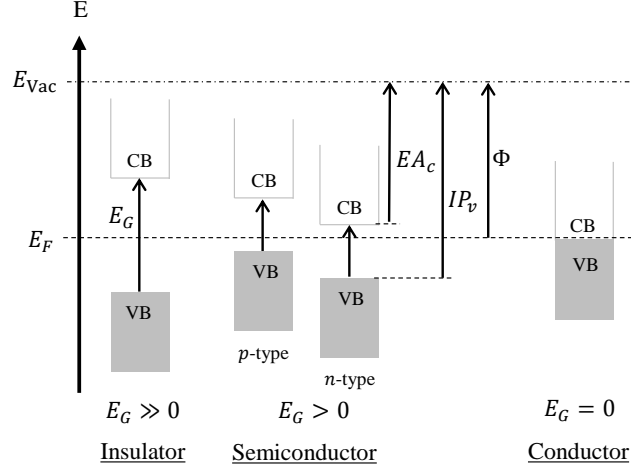 E
E_Vac
CB
CB
CB
EA_c
Φ
E_G
IP_v
CB
E_F
VB
VB
VB
VB
p-type
n-type
E_G ≫ 0
E_G > 0
E_G = 0
Insulator
Semiconductor
Conductor